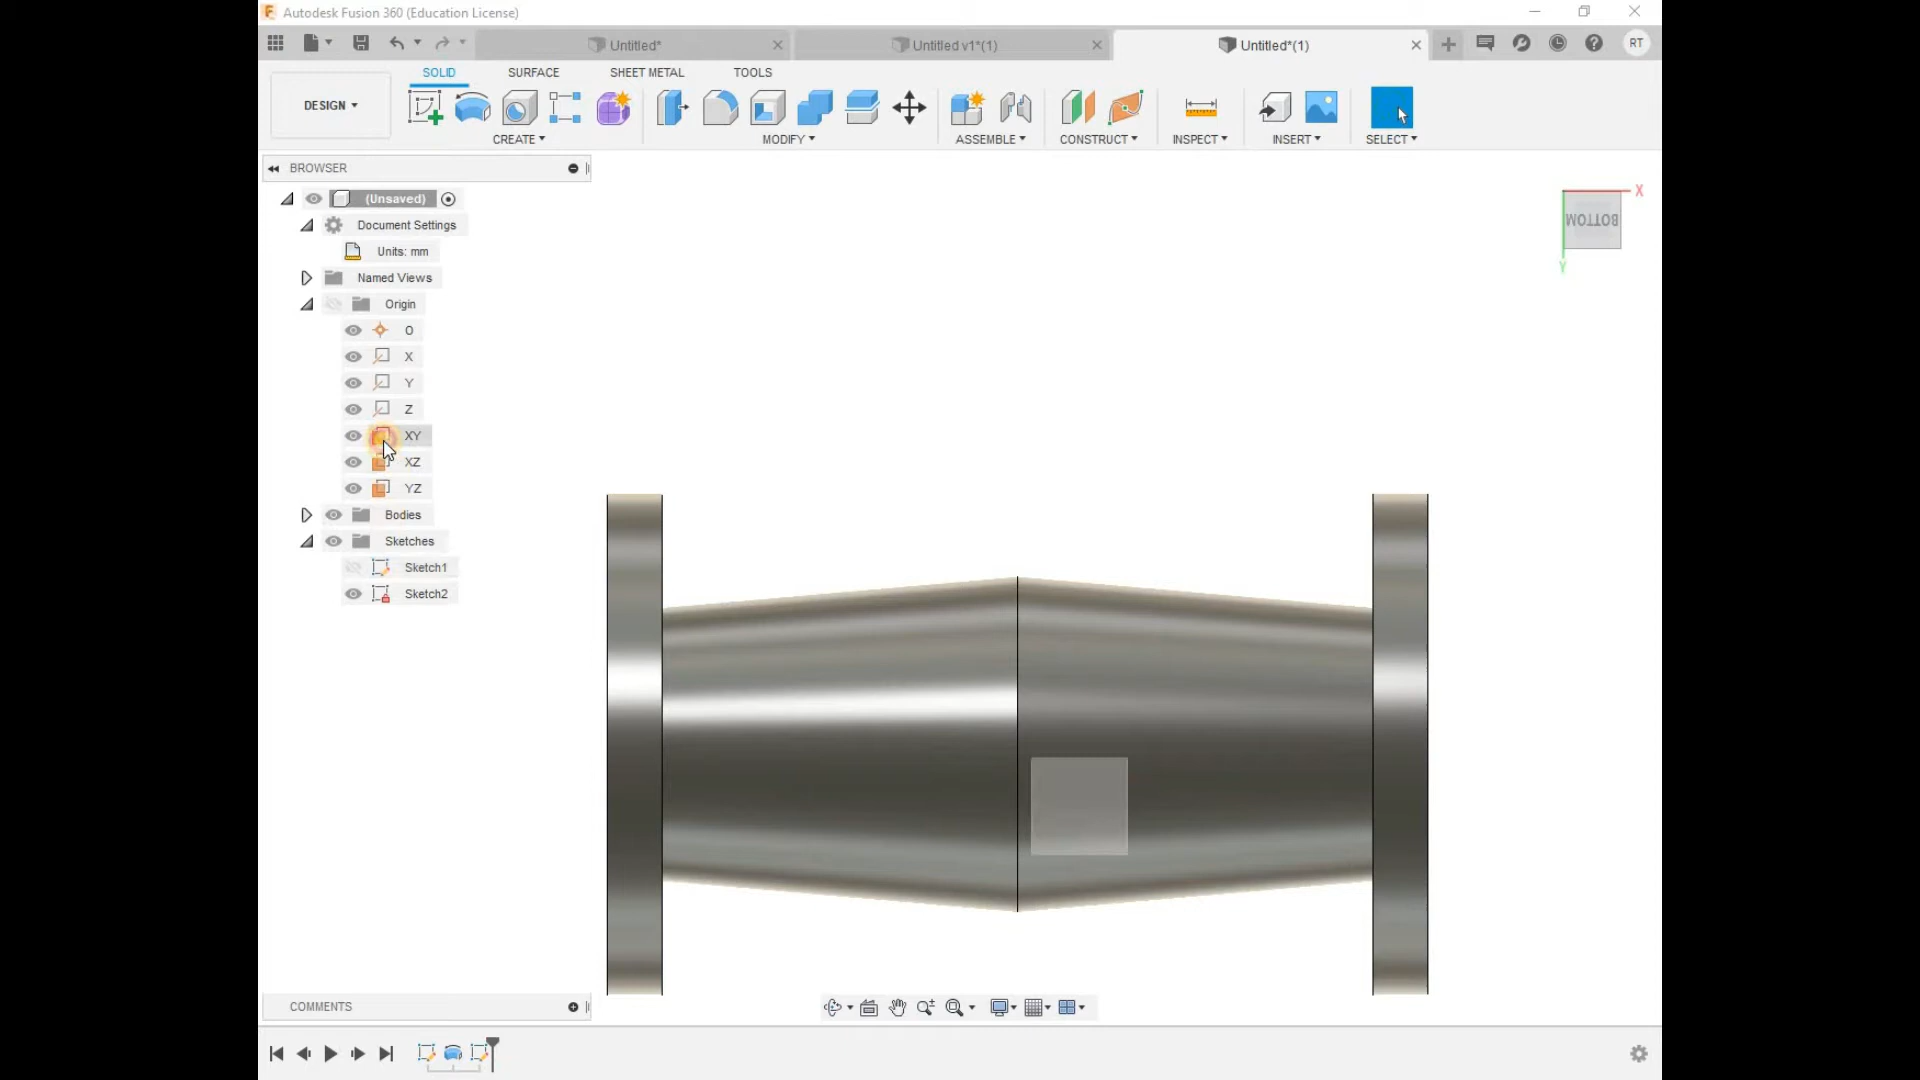 Autodesk Fusion 360 (Education License)
Untitled*
Untitled v1*(1)
Untitled*(1)
RT
SOLID
SURFACE
SHEET METAL
TOOLS
DESIGN
CREATE
MODIFY
ASSEMBLE
CONSTRUCT
INSPECT
INSERT
SELECT
BROWSER
(Unsaved)
Document Settings
Units: mm
Named Views
Origin
O
X
Y
Z
XY
XZ
YZ
Bodies
Sketches
Sketch1
Sketch2
X
BOTTOM
Y
COMMENTS